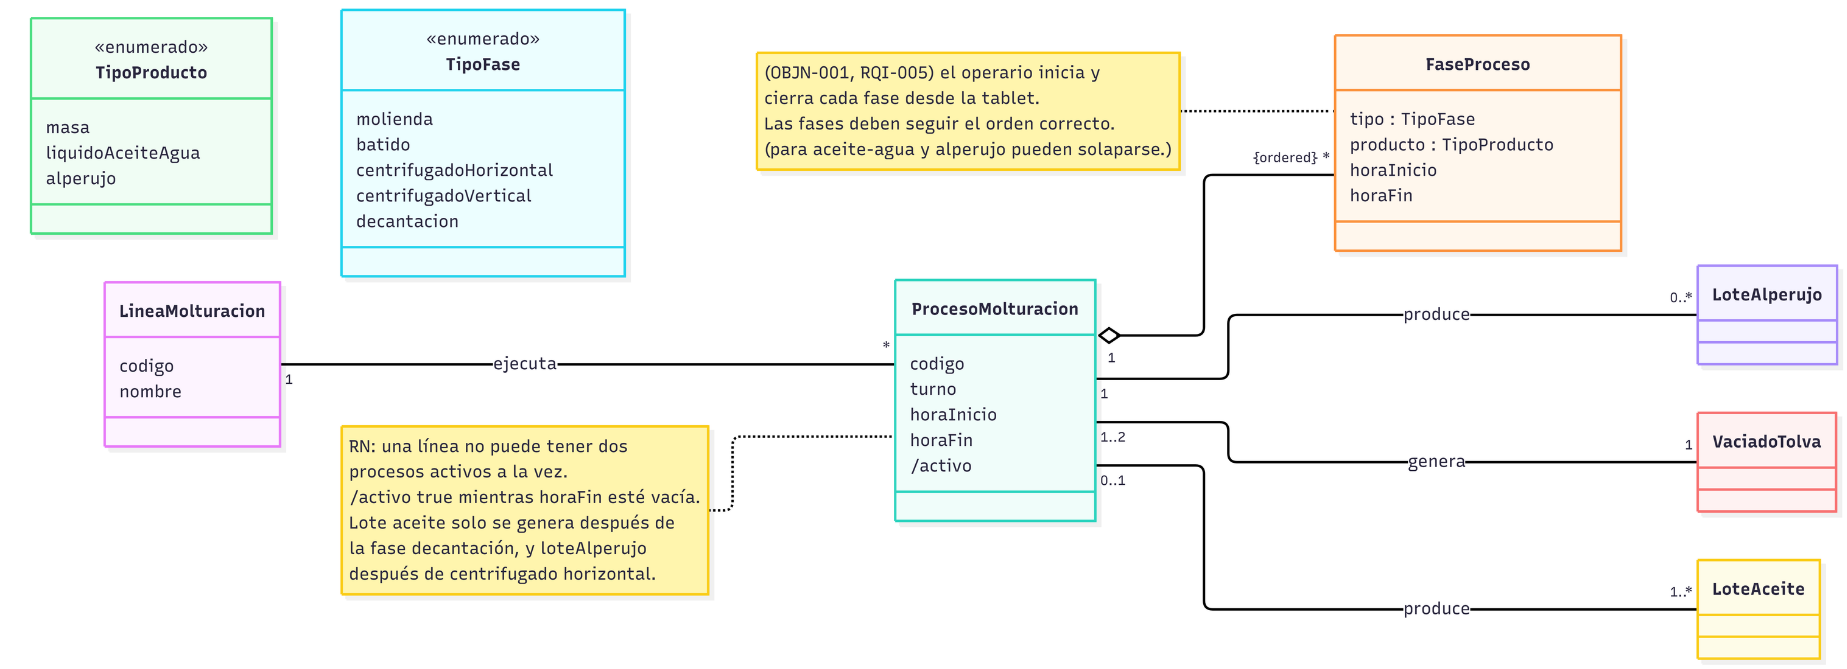 «enumerado»
TipoProducto
masa
liquidoAceiteAgua
alperujo
«enumerado»
TipoFase
molienda
batido
centrifugadoHorizontal
centrifugadoVertical
decantacion
(OBJN-001, RQI-005) el operario inicia y
cierra cada fase desde la tablet.
Las fases deben seguir el orden correcto.
(para aceite-agua y alperujo pueden solaparse.)
FaseProceso
tipo : TipoFase
producto : TipoProducto
horaInicio
horaFin
{ordered} *
LineaMolturacion
codigo
nombre
1
ejecuta
*
ProcesoMolturacion
codigo
turno
horaInicio
horaFin
/activo
1
1
1..2
0..1
produce
0..*
LoteAlperujo
genera
1
VaciadoTolva
produce
1..*
LoteAceite
RN: una línea no puede tener dos
procesos activos a la vez.
/activo true mientras horaFin esté vacía.
Lote aceite solo se genera después de
la fase decantación, y loteAlperujo
después de centrifugado horizontal.